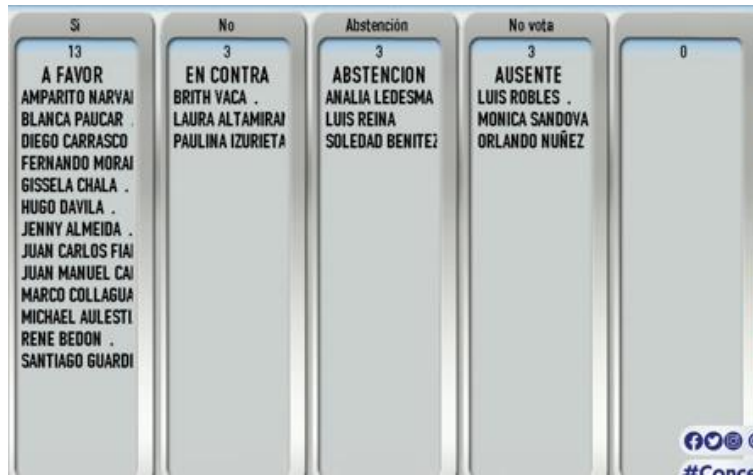 Si
13
A FAVOR
AMPARITO NARVAI
BLANCA PAUCAR .
DIEGO CARRASCO
FERNANDO MORAI
GISSELA CHALA .
HUGO DAVILA .
JENNY ALMEIDA .
JUAN CARLOS FIAI
JUAN MANUEL CAI
MARCO COLLAGUA
MICHAEL AULESTI
RENE BEDON .
SANTIAGO GUARDI
No
3
EN CONTRA
BRITH VACA .
LAURA ALTAMIRAN
PAULINA IZURIETA
Abstención
3
ABSTENCION
ANALIA LEDESMA
LUIS REINA
SOLEDAD BENITEZ
No vota
3
AUSENTE
LUIS ROBLES .
MONICA SANDOVA
ORLANDO NUÑEZ
0
#Conce